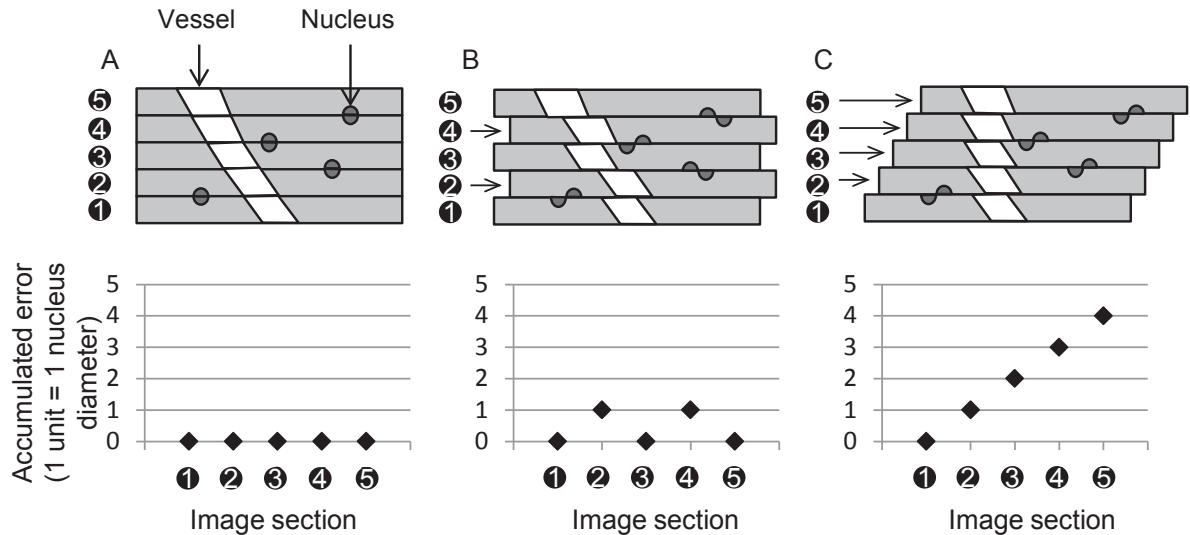 Vessel Nucleus
A B C
❺ ❺ ❺
❹ ❹ ❹
❸ ❸ ❸
❷ ❷ ❷
❶ ❶ ❶
Accumulated error
(1 unit = 1 nucleus
diameter)
5 5 5
4 4 4
3 3 3
2 2 2
1 1 1
0 0 0
❶ ❷ ❸ ❹ ❺ ❶ ❷ ❸ ❹ ❺ ❶ ❷ ❸ ❹ ❺
Image section Image section Image section